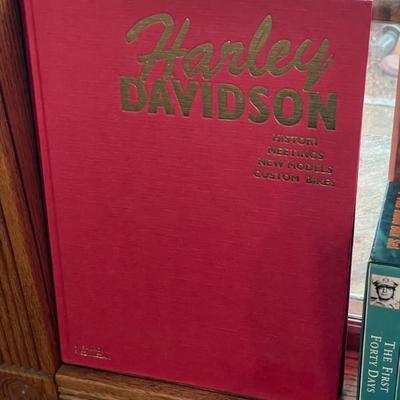 Harley
DAVIDSON
HISTORY
MEETINGS
NEW MODELS
CUSTOM BIKES
THE FIRST
FORTY DAYS